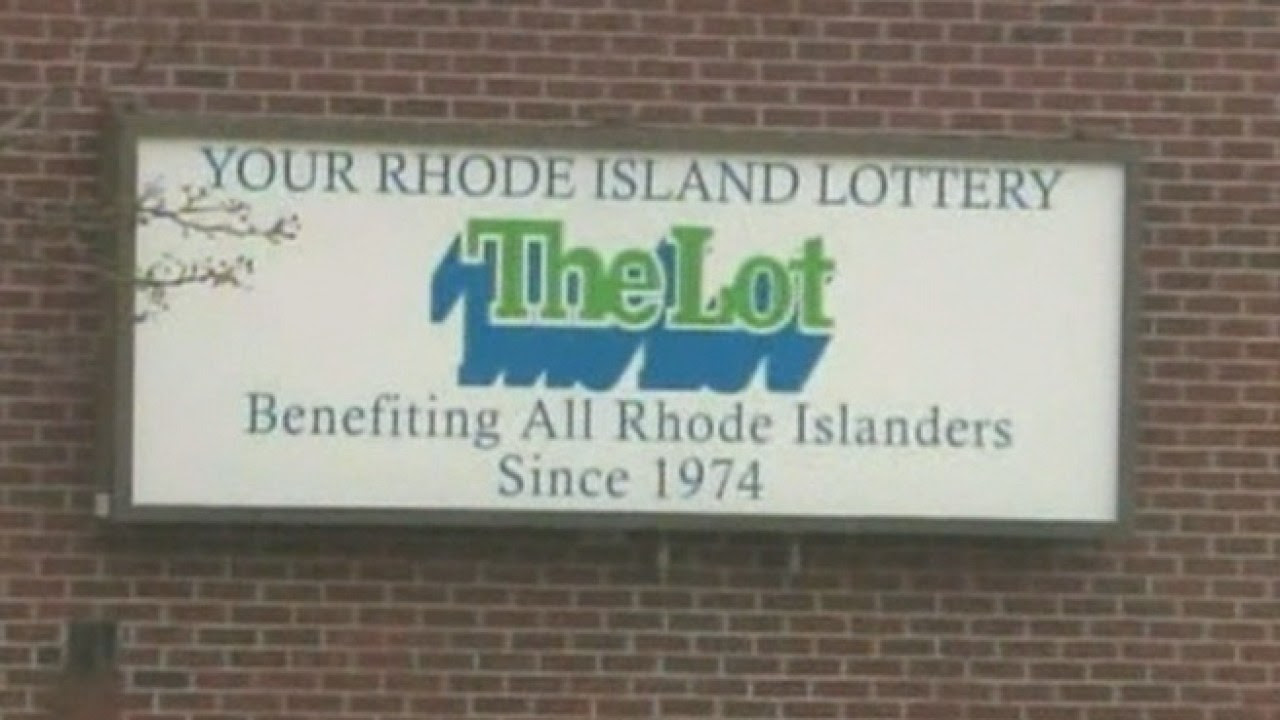 YOUR RHODE ISLAND LOTTERY
The Lot
Benefiting All Rhode Islanders
Since 1974